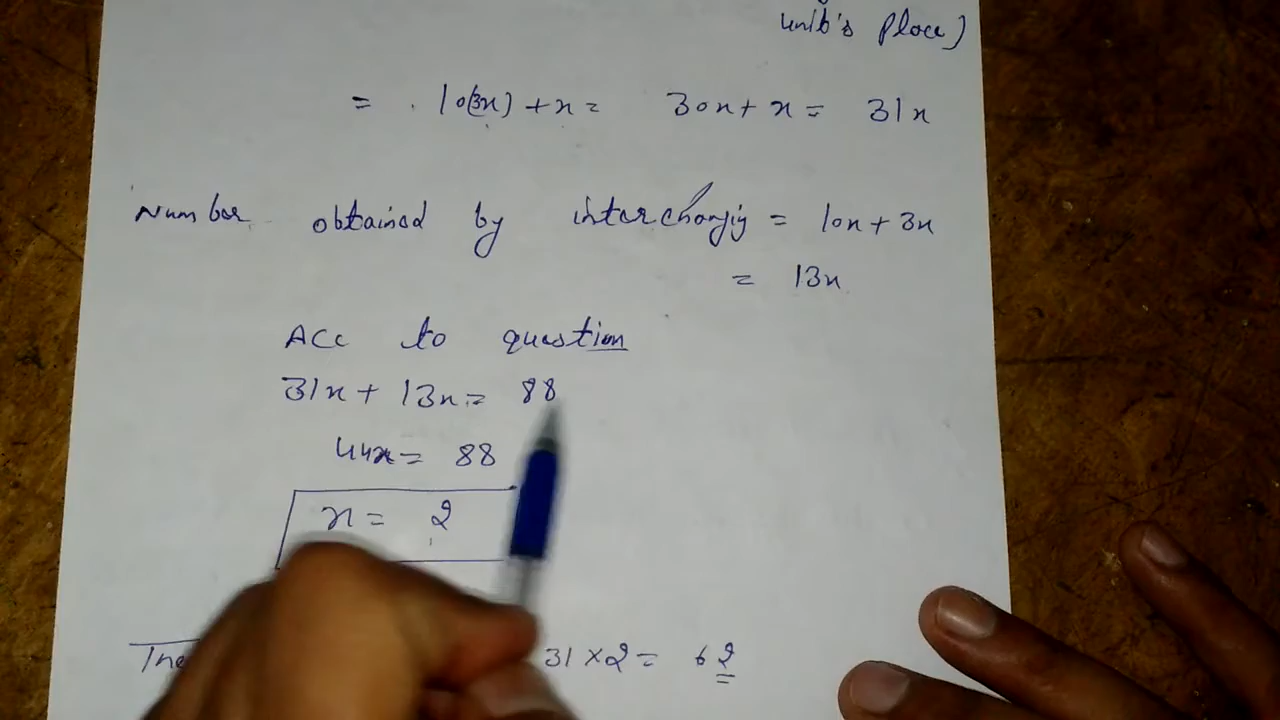 unit's place)
= 10(3x) + x = 30x + x = 31x
Number obtained by interchanging = 10x + 3x
= 13x
Acc to question
31x + 13x = 88
44x = 88
x = 2
31 × 2 = 62